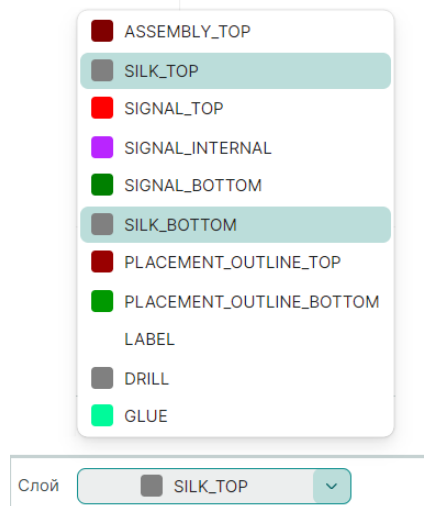 ASSEMBLY_TOP
SILK_TOP
SIGNAL_TOP
SIGNAL_INTERNAL
SIGNAL_BOTTOM
SILK_BOTTOM
PLACEMENT_OUTLINE_TOP
PLACEMENT_OUTLINE_BOTTOM
LABEL
DRILL
GLUE
Слой SILK_TOP